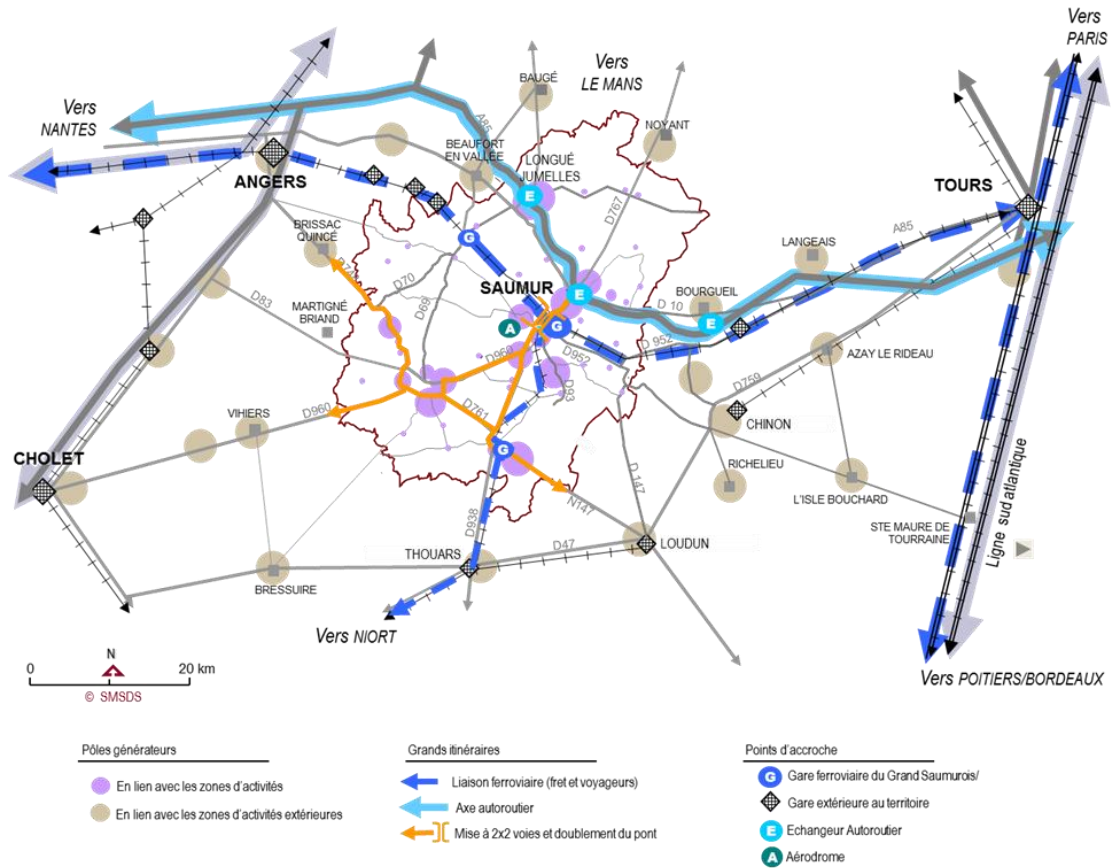 Vers
PARIS
Vers
LE MANS
BAUGÉ
Vers
NANTES
NOYANT
A85
BEAUFORT
EN VALLÉE
LONGUÉ
JUMELLES
E
ANGERS
TOURS
D767
BRISSAC
QUINCÉ
G
A85
LANGEAIS
D70
SAUMUR
E
BOURGUEIL
D83
D69
MARTIGNÉ
BRIAND
D 10
E
A
G
D 952
D960
D952
AZAY LE RIDEAU
D759
D93
VIHIERS
D960
D761
CHINON
G
CHOLET
RICHELIEU
D 147
L'ISLE BOUCHARD
N147
STE MAURE DE
TOURRAINE
Ligne sud atlantique
D938
THOUARS
D47
LOUDUN
BRESSUIRE
Vers NIORT
0
N
20 km
© SMSDS
Vers POITIERS/BORDEAUX
Pôles générateurs
En lien avec les zones d'activités
En lien avec les zones d'activités extérieures
Grands itinéraires
Liaison ferroviaire (fret et voyageurs)
Axe autoroutier
Mise à 2x2 voies et doublement du pont
Points d'accroche
G Gare ferroviaire du Grand Saumurois/
Gare extérieure au territoire
E Echangeur Autoroutier
A Aérodrome